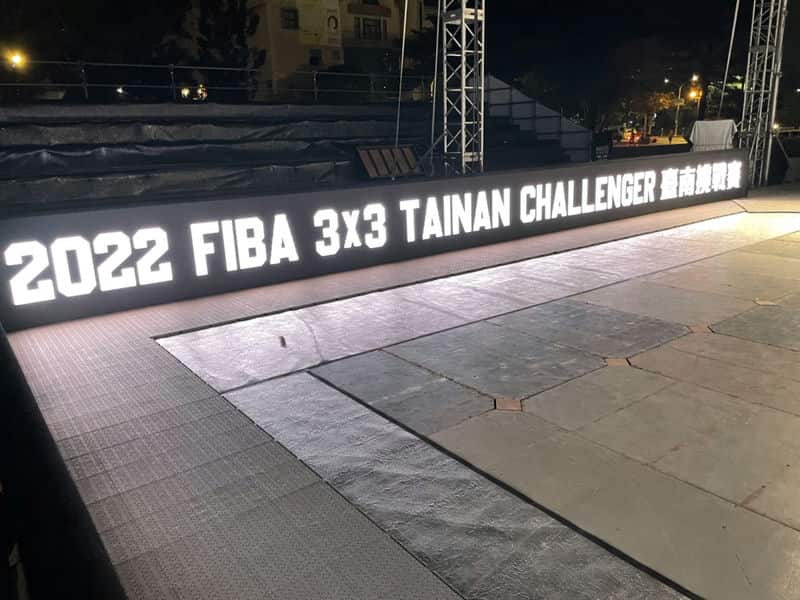 2022 FIBA 3x3 TAINAN CHALLENGER 臺南挑戰賽